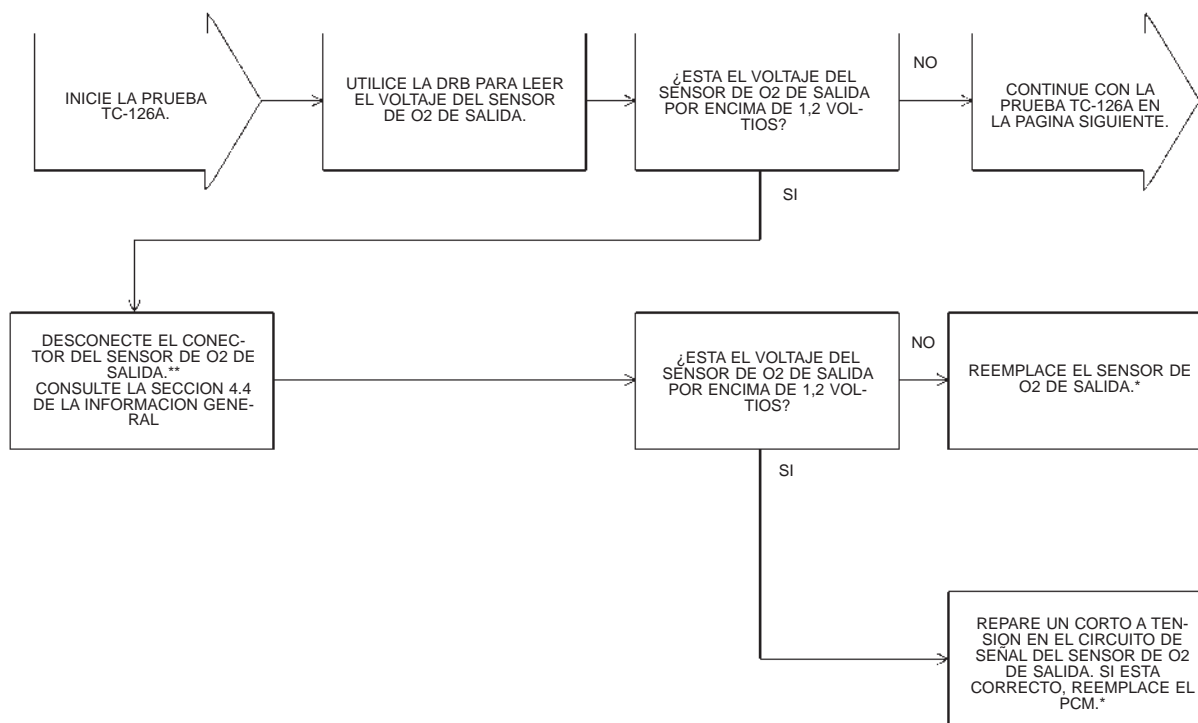 INICIE LA PRUEBA
TC-126A.
UTILICE LA DRB PARA LEER
EL VOLTAJE DEL SENSOR
DE O2 DE SALIDA.
¿ESTA EL VOLTAJE DEL
SENSOR DE O2 DE SALIDA
POR ENCIMA DE 1,2 VOL-
TIOS?
NO
CONTINUE CON LA
PRUEBA TC-126A EN
LA PAGINA SIGUIENTE.
SI
DESCONECTE EL CONEC-
TOR DEL SENSOR DE O2 DE
SALIDA.**
CONSULTE LA SECCION 4.4
DE LA INFORMACION GENE-
RAL
¿ESTA EL VOLTAJE DEL
SENSOR DE O2 DE SALIDA
POR ENCIMA DE 1,2 VOL-
TIOS?
NO
REEMPLACE EL SENSOR DE
O2 DE SALIDA.*
SI
REPARE UN CORTO A TEN-
SION EN EL CIRCUITO DE
SEÑAL DEL SENSOR DE O2
DE SALIDA. SI ESTA
CORRECTO, REEMPLACE EL
PCM.*